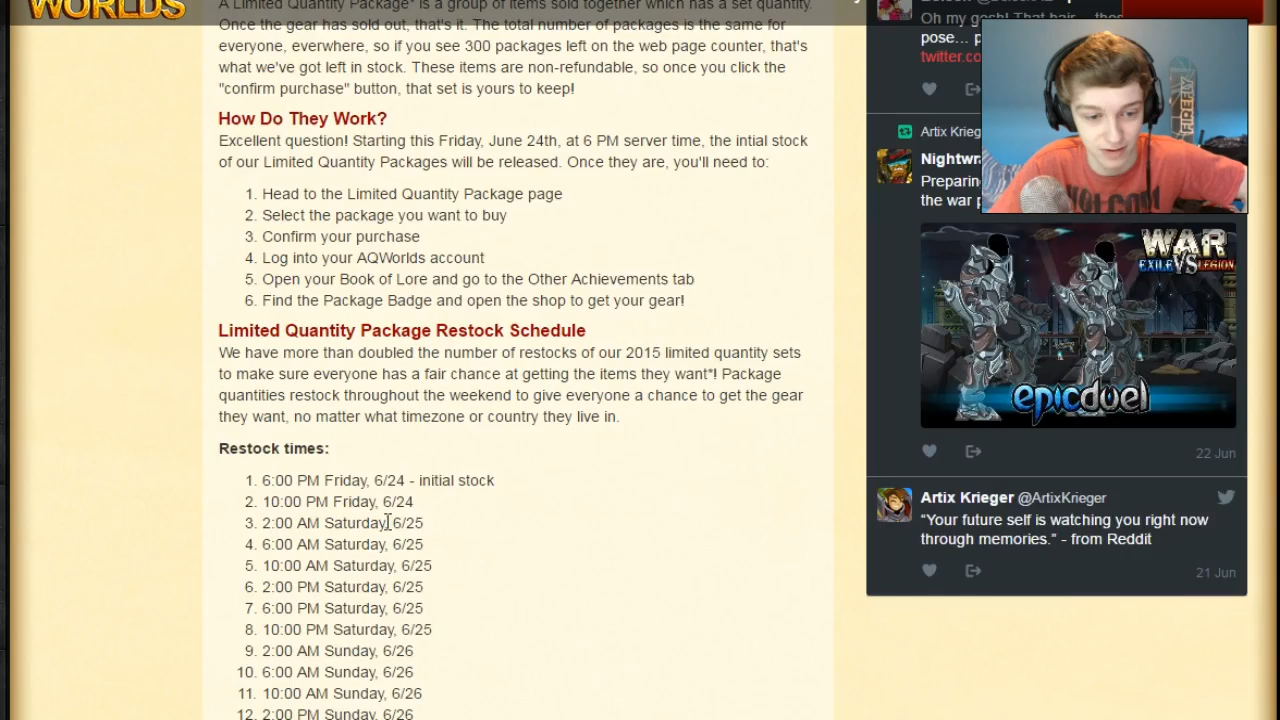 WORLDS
A Limited Quantity Package* is a group of items sold together which has a set quantity.
Once the gear has sold out, that's it. The total number of packages is the same for
everyone, everwhere, so if you see 300 packages left on the web page counter, that's
what we've got left in stock. These items are non-refundable, so once you click the
"confirm purchase" button, that set is yours to keep!
How Do They Work?
Excellent question! Starting this Friday, June 24th, at 6 PM server time, the intial stock
of our Limited Quantity Packages will be released. Once they are, you'll need to:
1. Head to the Limited Quantity Package page
2. Select the package you want to buy
3. Confirm your purchase
4. Log into your AQWorlds account
5. Open your Book of Lore and go to the Other Achievements tab
6. Find the Package Badge and open the shop to get your gear!
Limited Quantity Package Restock Schedule
We have more than doubled the number of restocks of our 2015 limited quantity sets
to make sure everyone has a fair chance at getting the items they want*! Package
quantities restock throughout the weekend to give everyone a chance to get the gear
they want, no matter what timezone or country they live in.
Restock times:
1. 6:00 PM Friday, 6/24 - initial stock
2. 10:00 PM Friday, 6/24
3. 2:00 AM Saturday, 6/25
4. 6:00 AM Saturday, 6/25
5. 10:00 AM Saturday, 6/25
6. 2:00 PM Saturday, 6/25
7. 6:00 PM Saturday, 6/25
8. 10:00 PM Saturday, 6/25
9. 2:00 AM Sunday, 6/26
10. 6:00 AM Sunday, 6/26
11. 10:00 AM Sunday, 6/26
12. 2:00 PM Sunday, 6/26
Oh my gosh! That hair... thos
pose... p
twitter.co
Artix Krieg
Nightwra
Preparin
the war p
FIREFLY
WAR
EXILE VS LEGION
epicduel
22 Jun
Artix Krieger @ArtixKrieger
“Your future self is watching you right now
through memories.” - from Reddit
21 Jun